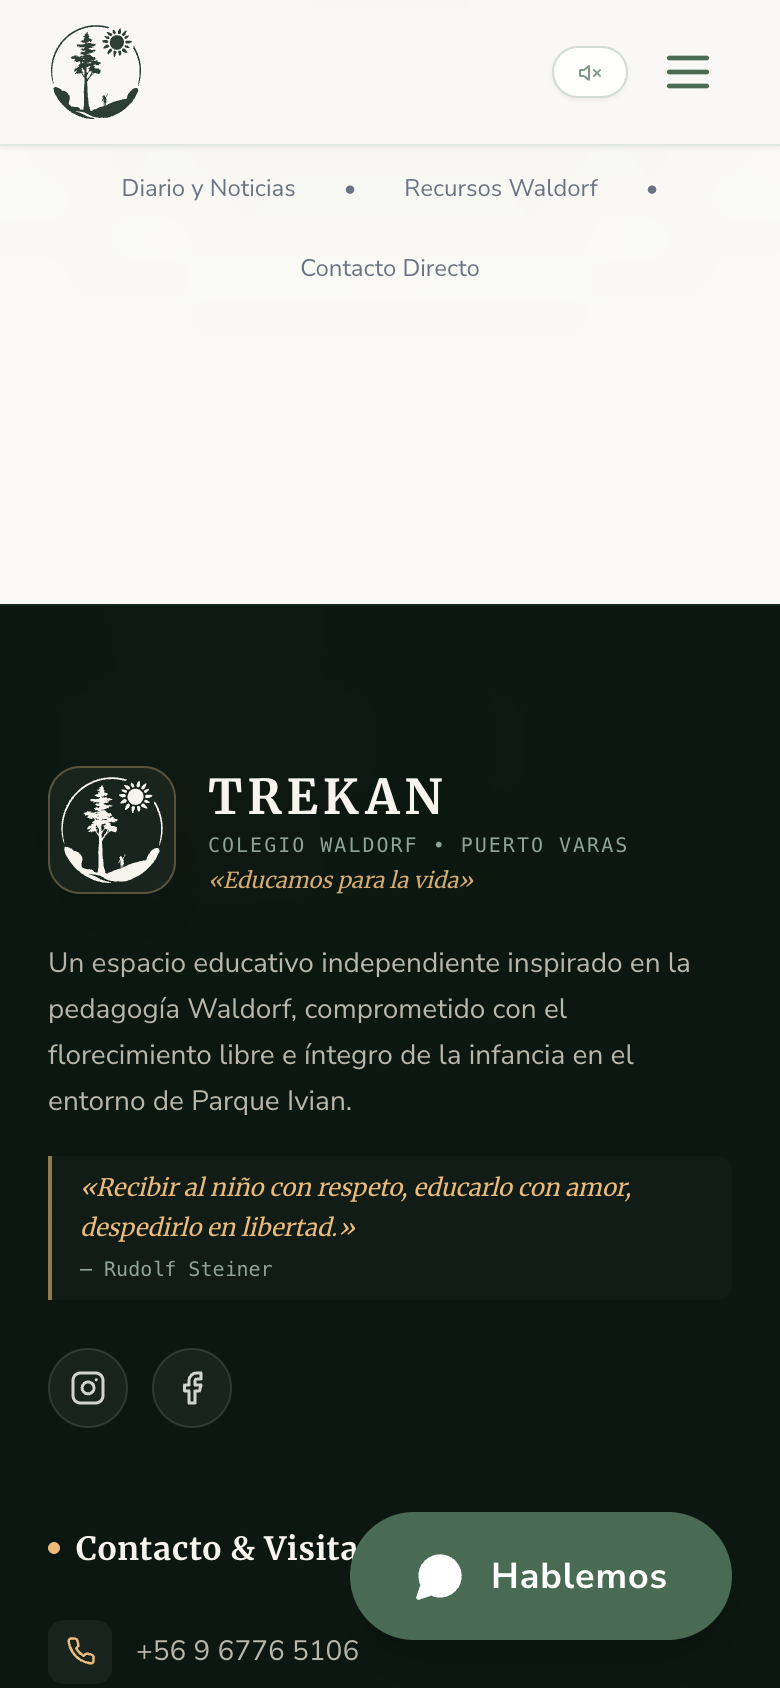 Diario y Noticias • Recursos Waldorf •
Contacto Directo
TREKAN
COLEGIO WALDORF • PUERTO VARAS
«Educamos para la vida»
Un espacio educativo independiente inspirado en la
pedagogía Waldorf, comprometido con el
florecimiento libre e íntegro de la infancia en el
entorno de Parque Ivian.
«Recibir al niño con respeto, educarlo con amor,
despedirlo en libertad.»
— Rudolf Steiner
Contacto & Visita
Hablemos
+56 9 6776 5106